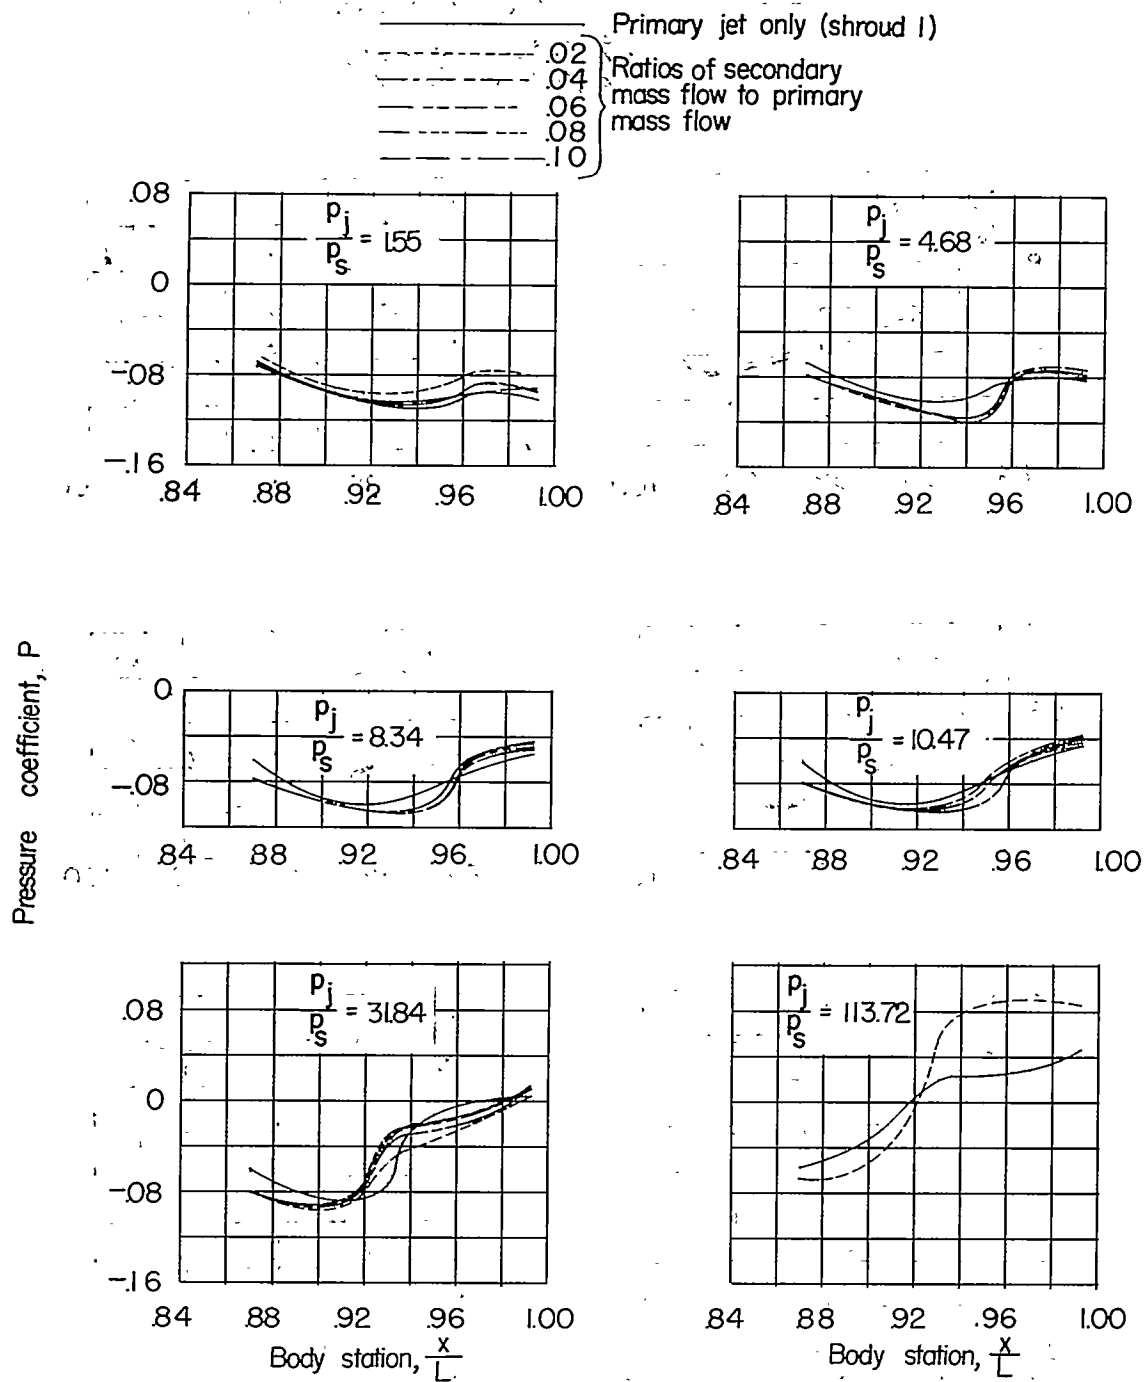 Primary jet only (shroud 1)
.02
.04
.06
.08
.10
Ratios of secondary
mass flow to primary
mass flow
.08
0
-.08
-.16
pj/ps = 1.55
.84 .88 .92 .96 1.00
pj/ps = 4.68
.84 .88 .92 .96 1.00
Pressure coefficient, P
0
-.08
pj/ps = 8.34
.84 .88 .92 .96 1.00
pj/ps = 10.47
.84 .88 .92 .96 1.00
.08
0
-.08
-.16
pj/ps = 31.84
.84 .88 .92 .96 1.00
Body station, x/L
pj/ps = 113.72
.84 .88 .92 .96 1.00
Body station, x/L